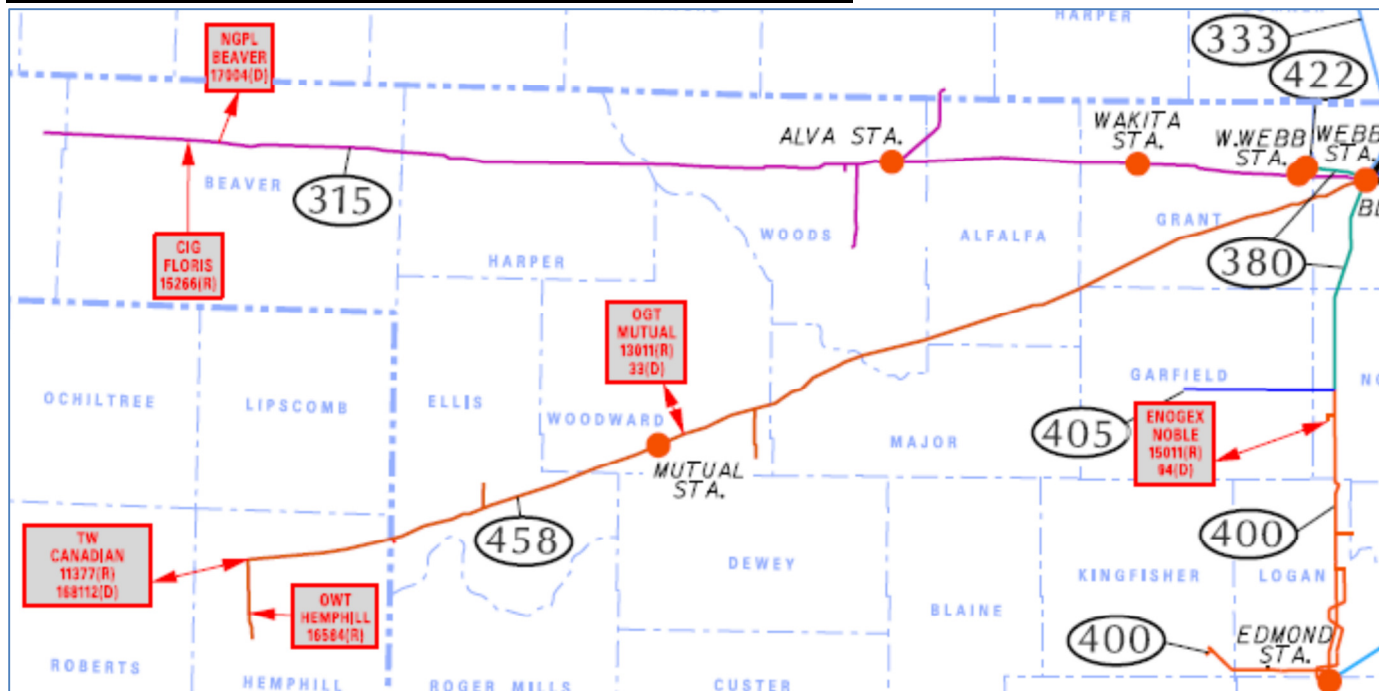 HARPER
333
422
NGPL
BEAVER
17004(D)
ALVA STA.
WAKITA
STA.
W.WEBB
STA.
WEBB
STA.
BEAVER
315
CIG
FLORIS
15266(R)
HARPER
WOODS
ALFALFA
GRANT
BL
380
OGT
MUTUAL
13011(R)
33(D)
OCHILTREE
LIPSCOMB
ELLIS
WOODWARD
MUTUAL
STA.
MAJOR
GARFIELD
NO
405
ENOGEX
NOBLE
15011(R)
94(D)
458
400
TW
CANADIAN
11377(R)
168112(D)
OWT
HEMPHILL
16584(R)
DEWEY
BLAINE
KINGFISHER
LOGAN
400
EDMOND
STA.
ROBERTS
HEMPHILL
ROGER MILLS
CUSTER